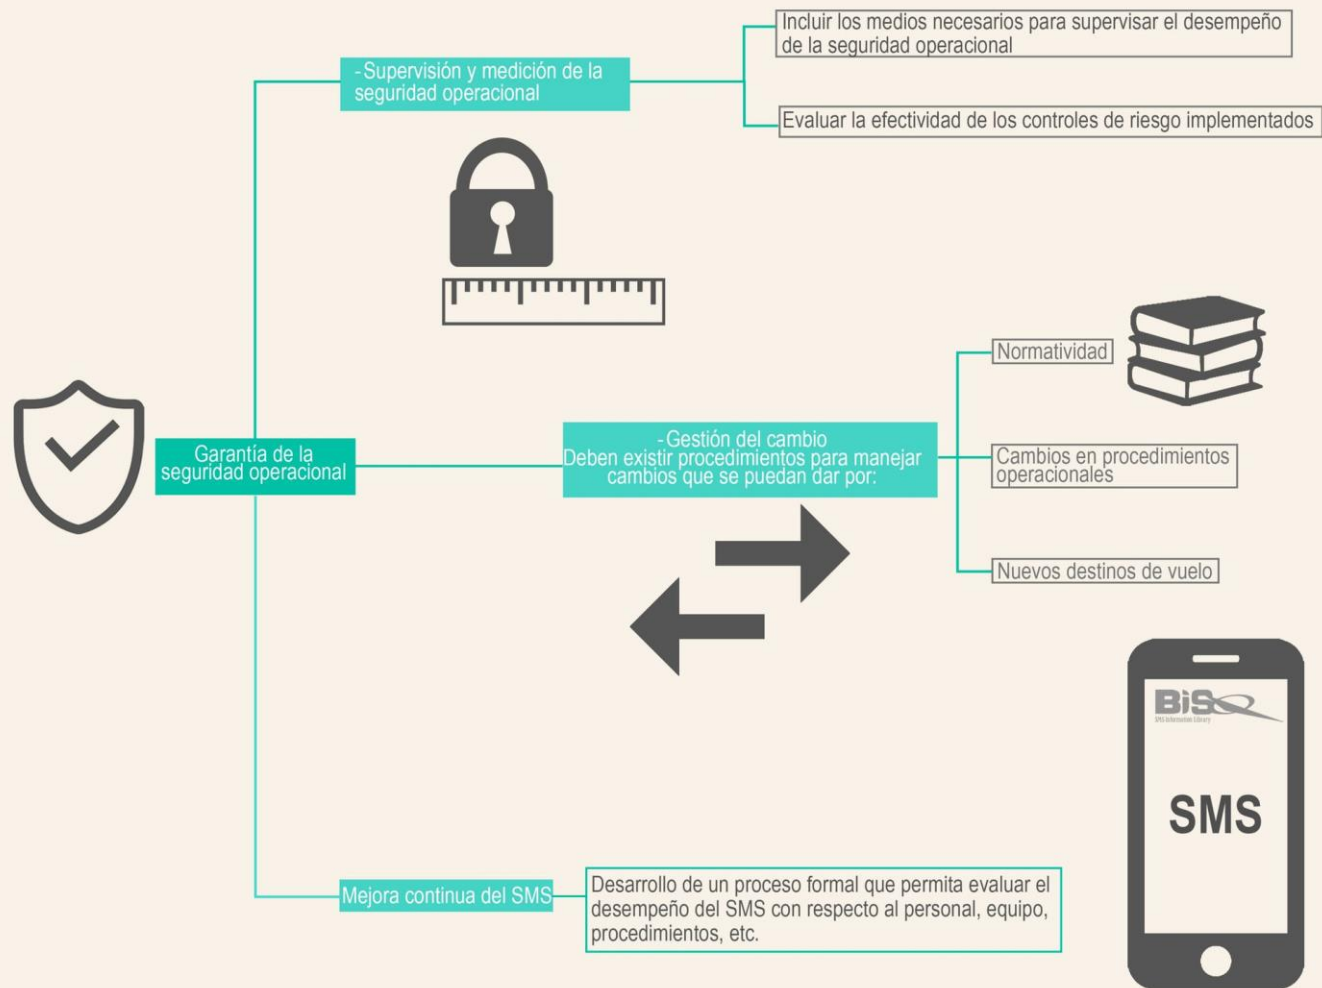 Incluir los medios necesarios para supervisar el desempeño
de la seguridad operacional
-Supervisión y medición de la
seguridad operacional
Evaluar la efectividad de los controles de riesgo implementados
Normatividad
Garantía de la
seguridad operacional
-Gestión del cambio
Deben existir procedimientos para manejar
cambios que se puedan dar por:
Cambios en procedimientos
operacionales
Nuevos destinos de vuelo
BiS
SMS Information Library
SMS
Mejora continua del SMS
Desarrollo de un proceso formal que permita evaluar el
desempeño del SMS con respecto al personal, equipo,
procedimientos, etc.